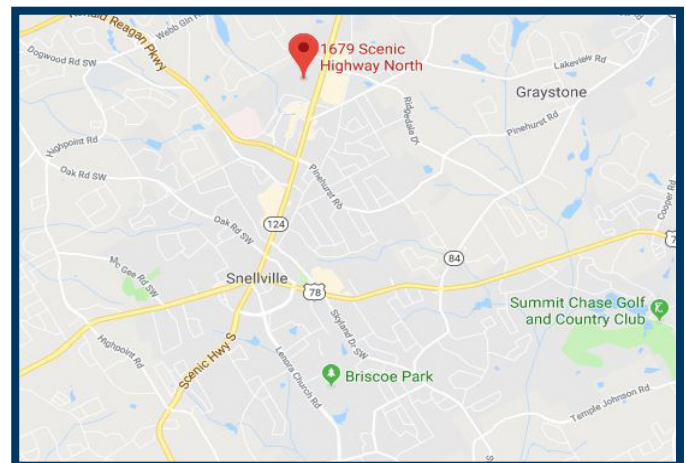 Ronald Reagan Pkwy
Webb Gin
Dogwood Rd SW
1679 Scenic
Highway North
Lakeview Rd
Graystone
Ridgedale Dr
Pinehurst Rd
Highpoint Rd
Oak Rd SW
Pinehurst Rd
Oak Rd SW
124
Cooper Rd
84
Mc Gee Rd SW
Snellville
78
Summit Chase Golf
and Country Club
Skyland Dr SW
Highpoint Rd
Scenic Hwy S
Lenora Church Rd
Briscoe Park
Temple Johnson Rd